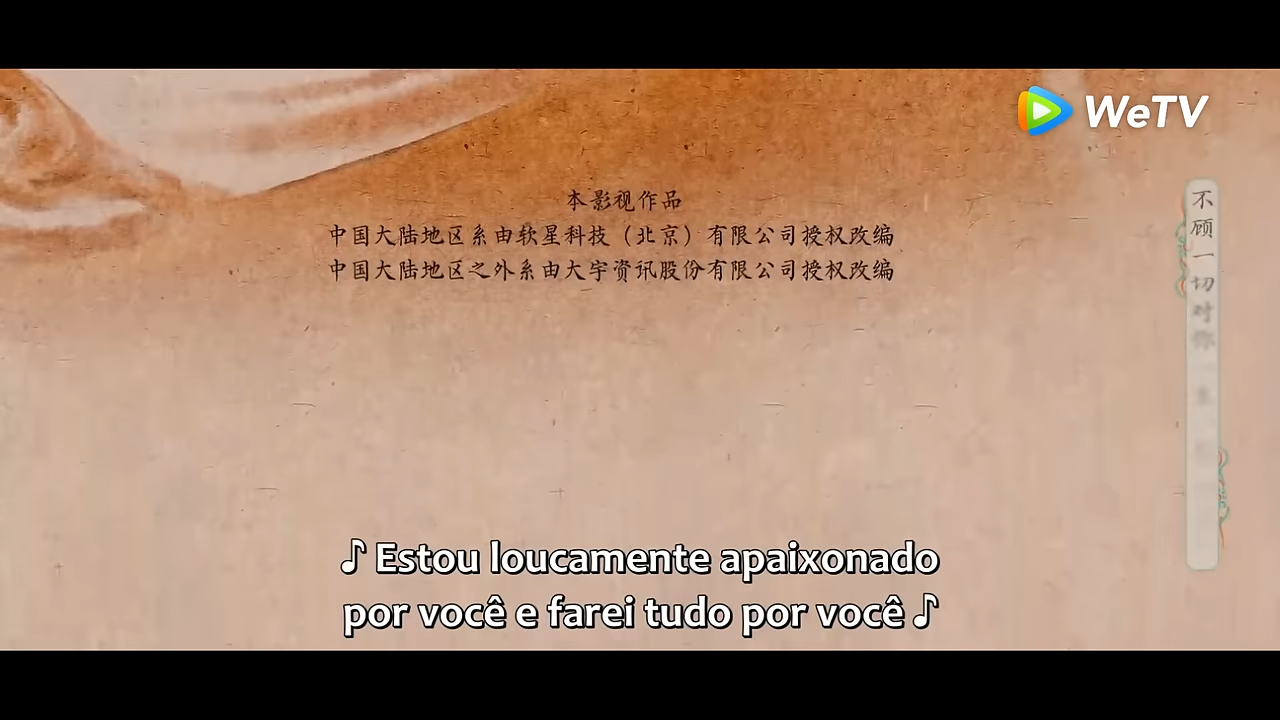 WeTV
本影视作品
中国大陆地区系由软星科技（北京）有限公司授权改编
中国大陆地区之外系由大宇资讯股份有限公司授权改编
不顾一切对你
♪ Estou loucamente apaixonado
por você e farei tudo por você ♪